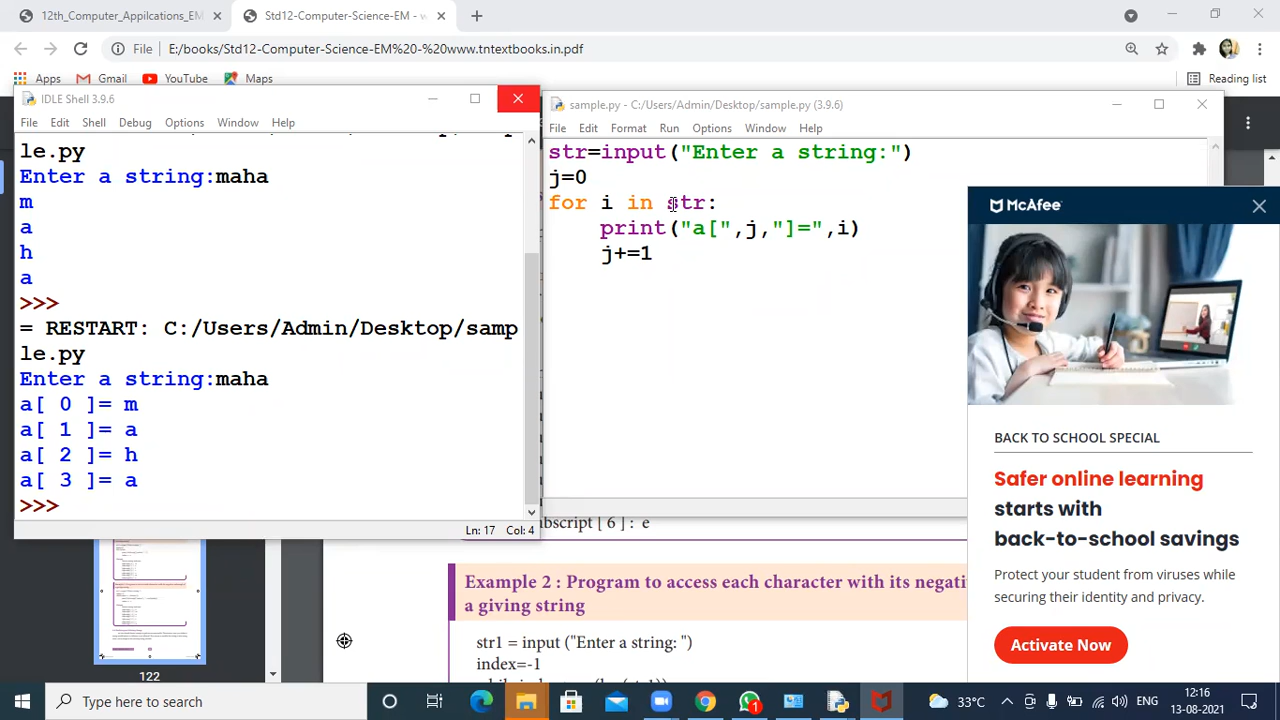 12th_Computer_Applications_EM
Std12-Computer-Science-EM - w
File
E:/books/Std12-Computer-Science-EM%20-%20www.tntextbooks.in.pdf
Apps Gmail YouTube Maps
Reading list
IDLE Shell 3.9.6
File Edit Shell Debug Options Window Help
le.py
Enter a string:maha
m
a
h
a
>>>
= RESTART: C:/Users/Admin/Desktop/samp
le.py
Enter a string:maha
a[ 0 ]= m
a[ 1 ]= a
a[ 2 ]= h
a[ 3 ]= a
>>>
Ln: 17 Col: 4
sample.py - C:/Users/Admin/Desktop/sample.py (3.9.6)
File Edit Format Run Options Window Help
str=input("Enter a string:")
j=0
for i in str:
print("a[",j,"]=",i)
j+=1
McAfee
BACK TO SCHOOL SPECIAL
Safer online learning
starts with
back-to-school savings
Protect your student from viruses while
securing their identity and privacy.
Activate Now
bscript [ 6 ] : e
Example 2 : Program to access each character with its negati
a giving string
str1 = input ("Enter a string: ")
index=-1
122
Type here to search
1
33°C
ENG
12:16
13-08-2021